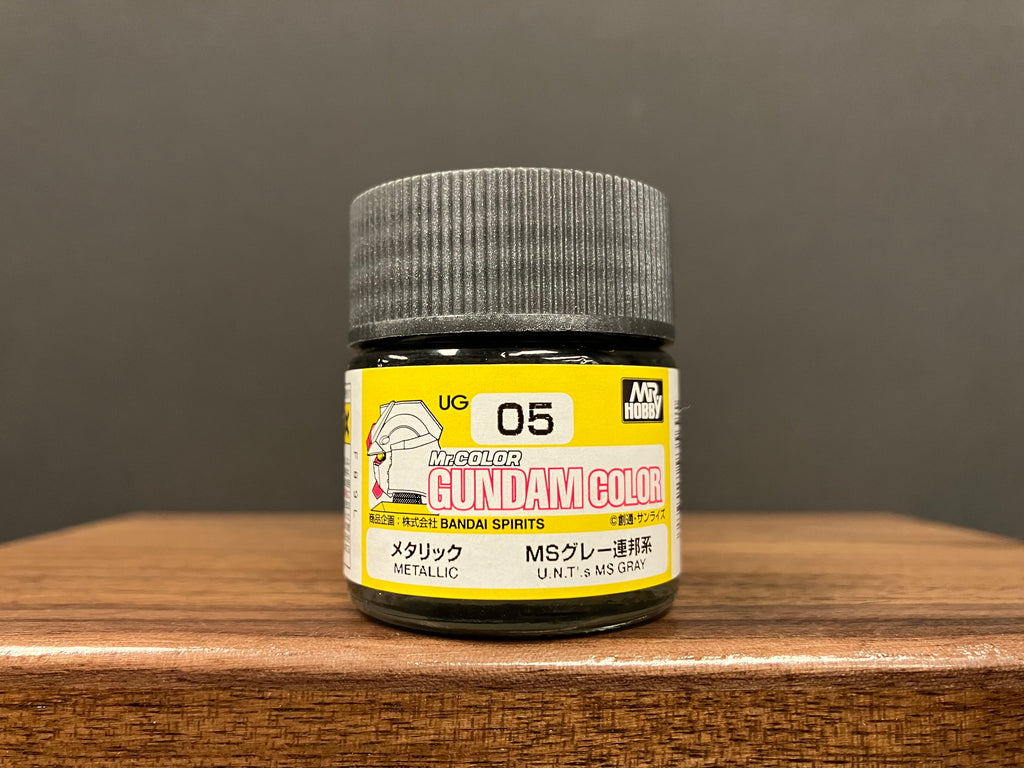 UG 05
MR
HOBBY
Mr.COLOR
GUNDAM COLOR
商品企画：株式会社 BANDAI SPIRITS ©創通・サンライズ
メタリック MSグレー連邦系
METALLIC U.N.T'.s MS GRAY